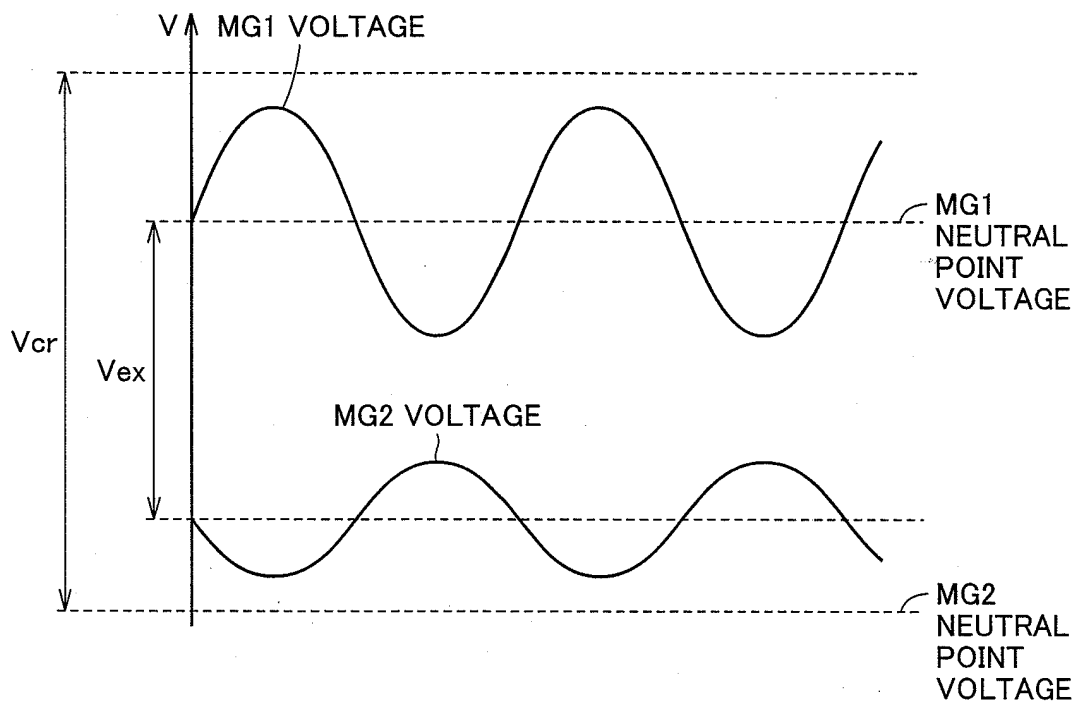 V
MG1 VOLTAGE
MG1
NEUTRAL
POINT
VOLTAGE
Vcr
Vex
MG2 VOLTAGE
MG2
NEUTRAL
POINT
VOLTAGE